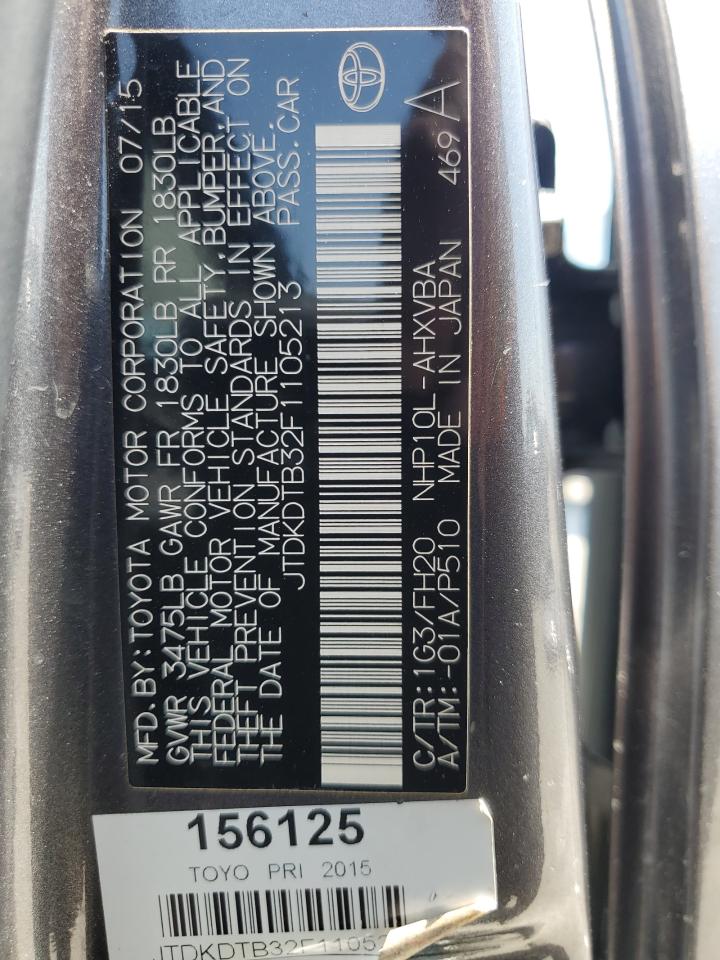 MFD.BY:TOYOTA MOTOR CORPORATION 07/15
GVWR 3475LB GAWR FR 1830LB RR 1830LB
THIS VEHICLE CONFORMS TO ALL APPLICABLE
FEDERAL MOTOR VEHICLE SAFETY,BUMPER,AND
THEFT PREVENTION STANDARDS IN EFFECT ON
THE DATE OF MANUFACTURE SHOWN ABOVE.
JTDKDTB32F1105213 PASS.CAR
C/TR:1G3/FH20 NHP10L-AHXVBA
A/TM:-01A/P510 MADE IN JAPAN 469 A
156125
TOYO PRI 2015
JTDKDTB32F11052